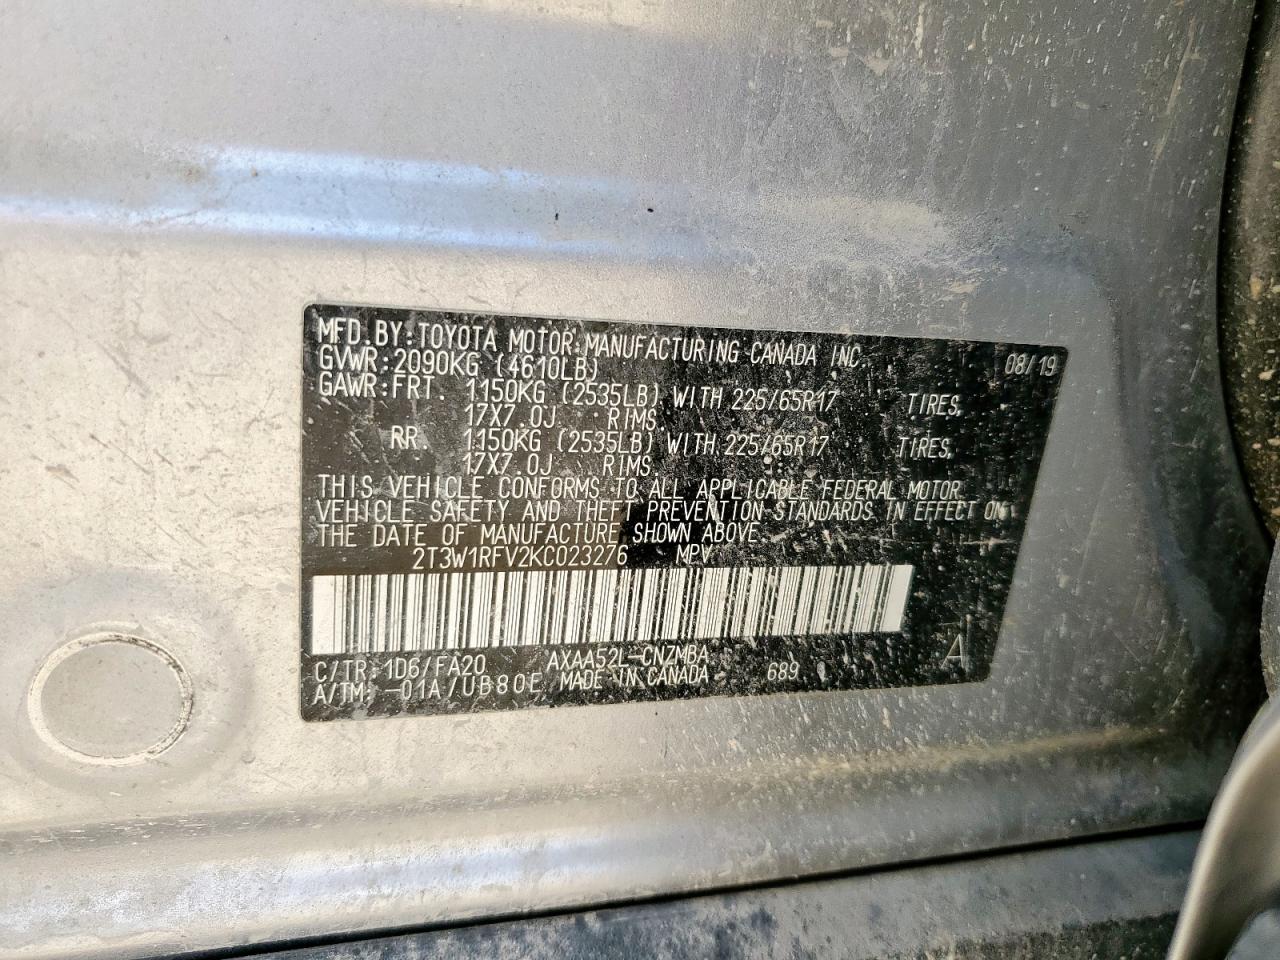 MFD.BY:TOYOTA MOTOR MANUFACTURING CANADA INC. 08/19
GVWR:2090KG (4610LB)
GAWR:FRT. 1150KG (2535LB) WITH 225/65R17 TIRES,
17X7.0J RIMS,
RR 1150KG (2535LB) WITH 225/65R17 TIRES,
17X7.0J RIMS.
THIS VEHICLE CONFORMS TO ALL APPLICABLE FEDERAL MOTOR
VEHICLE SAFETY AND THEFT PREVENTION STANDARDS IN EFFECT ON
THE DATE OF MANUFACTURE SHOWN ABOVE.
2T3W1RFV2KC023276 MPV
C/TR: 1D6/FA20 AXAA52L-CNZMBA A
A/TM: -01A/UB80E MADE IN CANADA 689